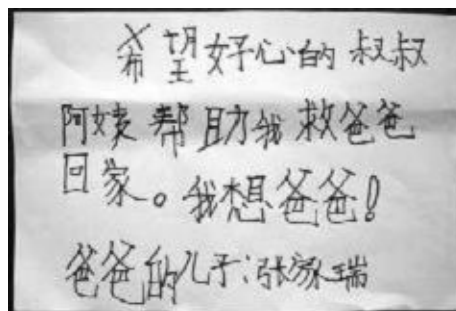 希望好心的叔叔
阿姨帮助我救爸爸
回家。我想爸爸!
爸爸的儿子:张家瑞